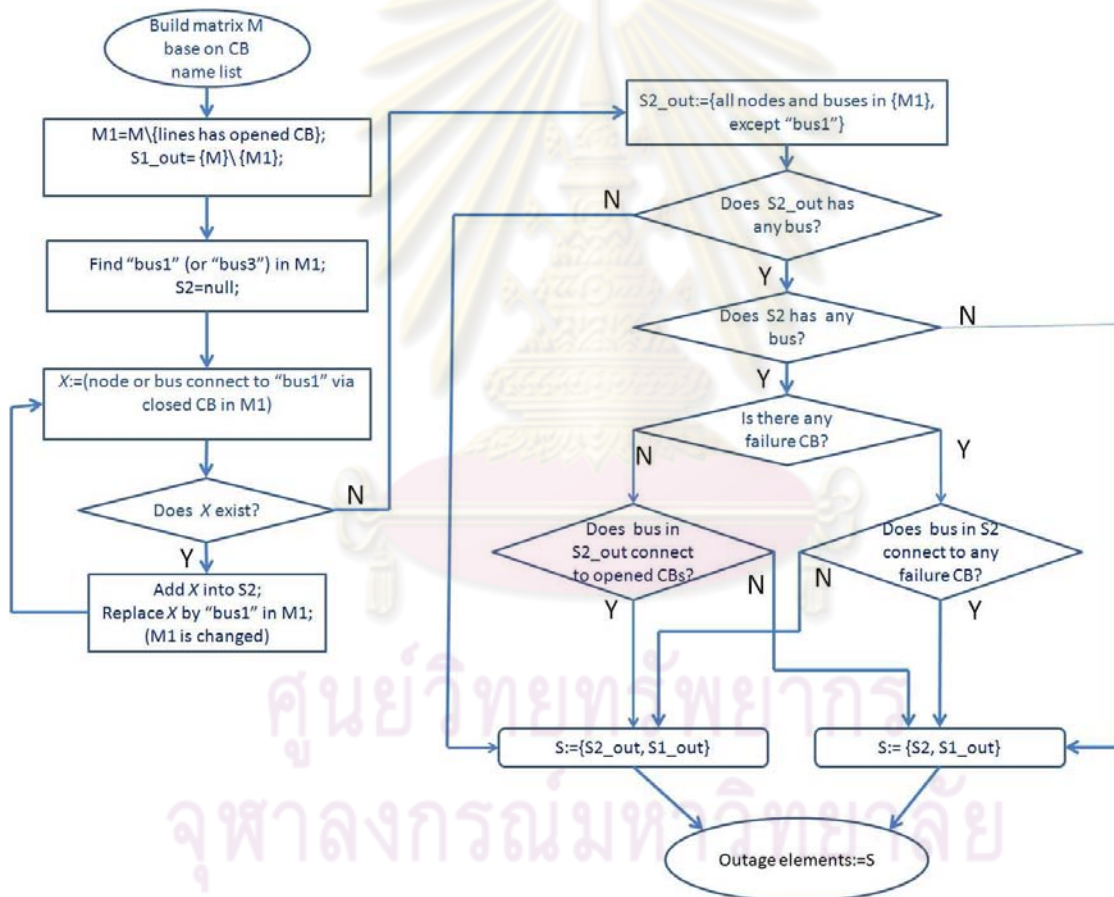 Build matrix M
base on CB
name list
M1=M\{lines has opened CB};
S1_out= {M}\ {M1};
Find “bus1” (or “bus3”) in M1;
S2=null;
X:=(node or bus connect to “bus1” via
closed CB in M1)
Does X exist?
N
Y
Add X into S2;
Replace X by “bus1” in M1;
(M1 is changed)
S2_out:={all nodes and buses in {M1},
except “bus1”}
Does S2_out has
any bus?
N
Y
Does S2 has any
bus?
N
Y
Is there any
failure CB?
N
Y
Does bus in
S2_out connect
to opened CBs?
N
Y
Does bus in S2
connect to any
failure CB?
N
Y
S:={S2_out, S1_out}
S:= {S2, S1_out}
Outage elements:=S
ศูนย์วิทยทรัพยากร
จุฬาลงกรณ์มหาวิทยาลัย